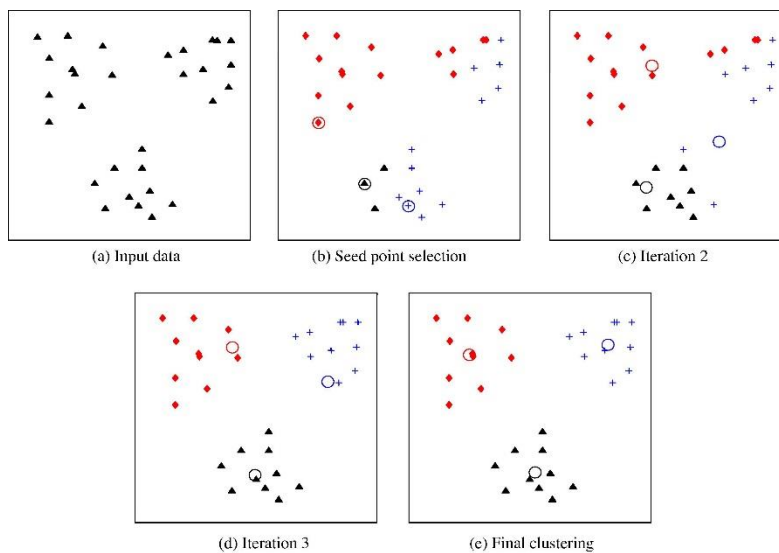 (a) Input data
(b) Seed point selection
(c) Iteration 2
(d) Iteration 3
(e) Final clustering